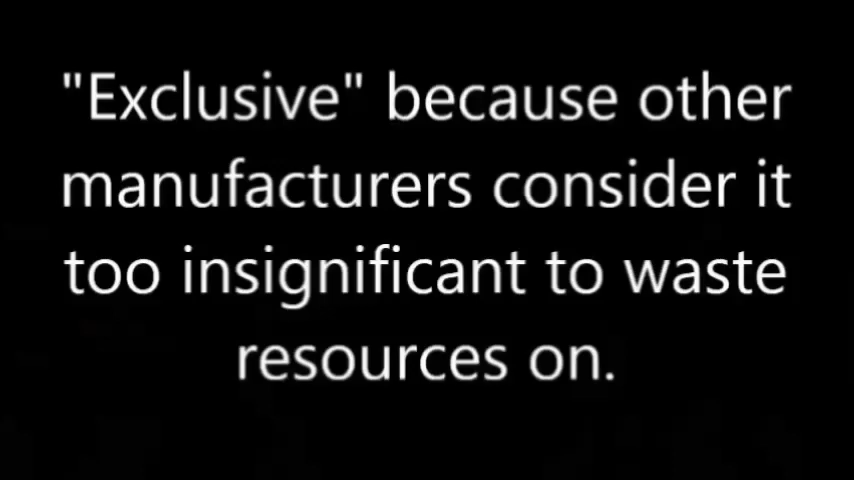 "Exclusive" because other
manufacturers consider it
too insignificant to waste
resources on.